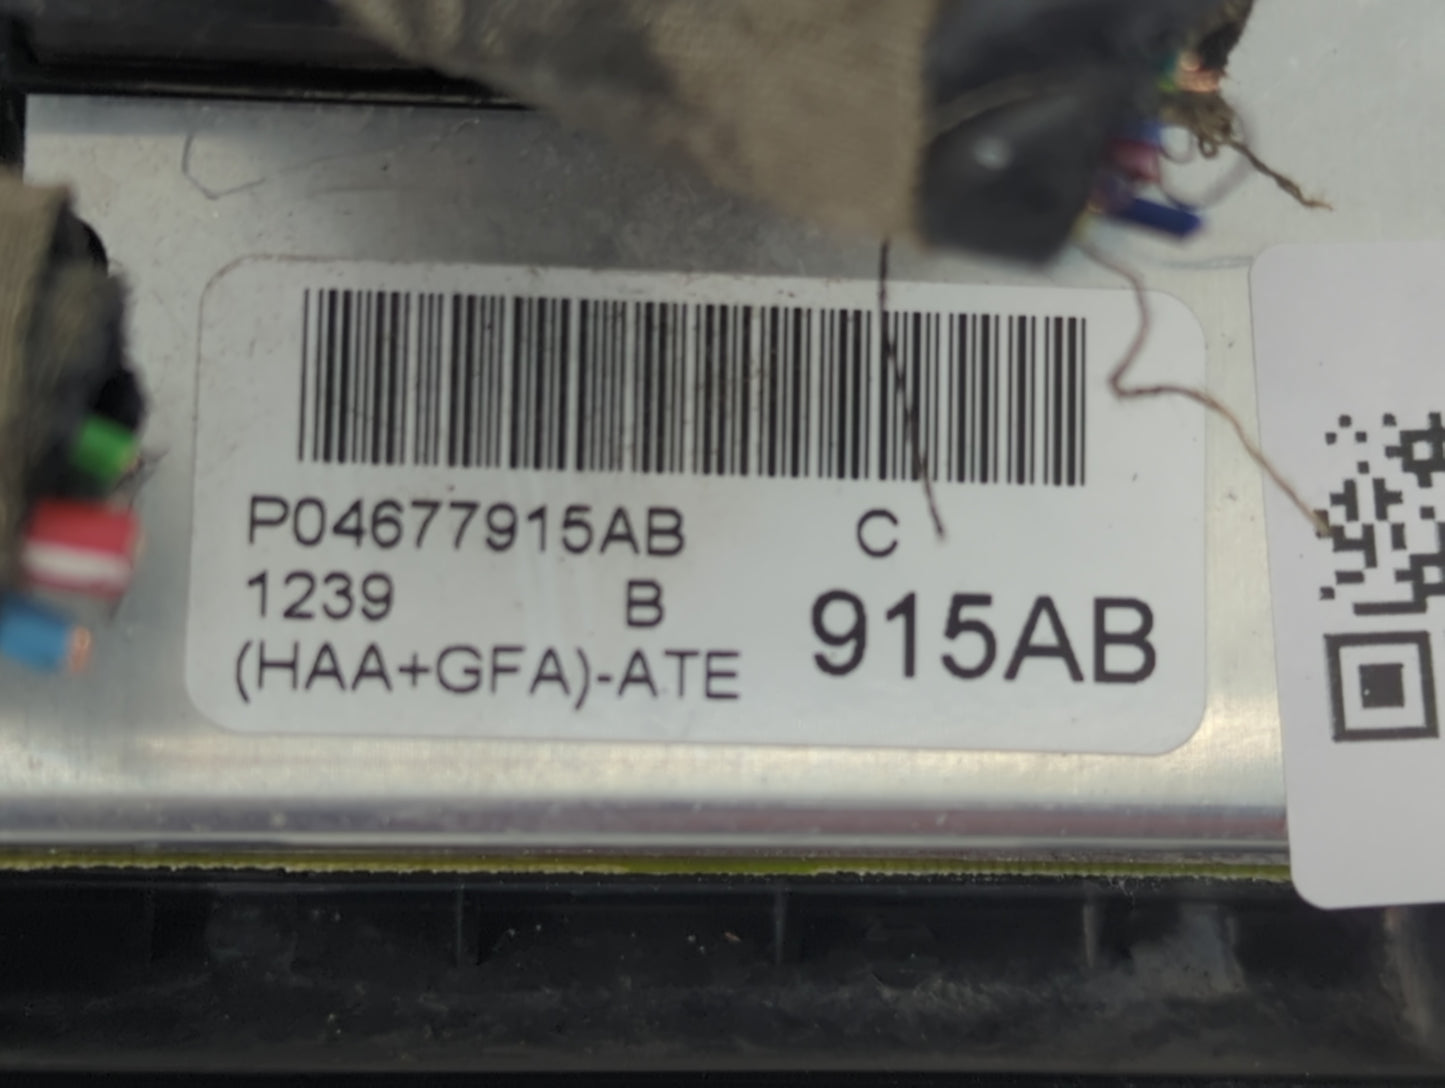 P04677915AB C
1239 B 915AB
(HAA+GFA)-ATE